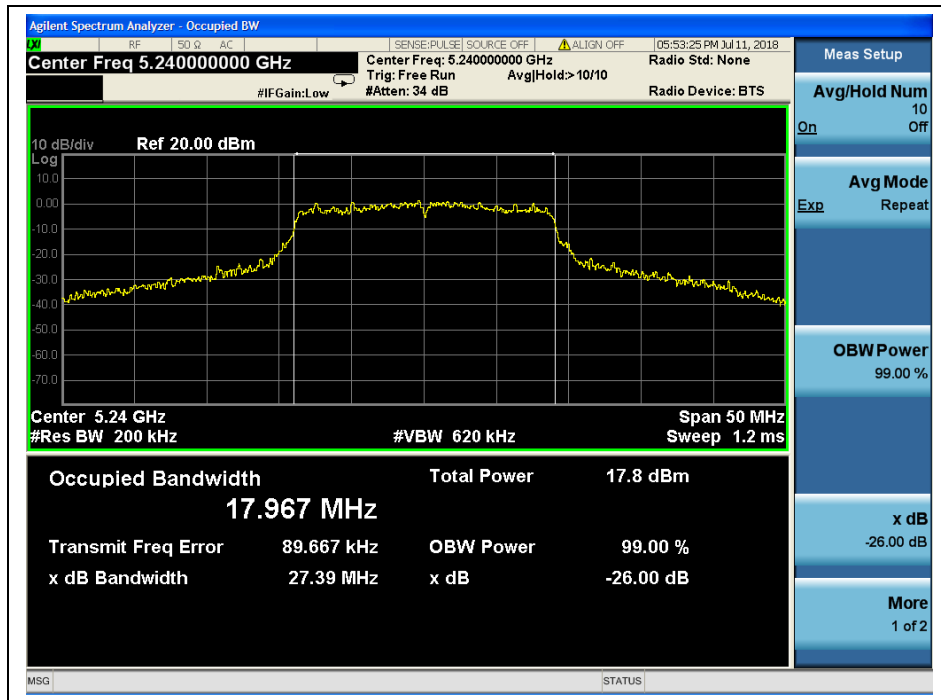 Agilent Spectrum Analyzer - Occupied BW
LXI RF 50 Ω AC SENSE:PULSE SOURCE OFF ALIGN OFF 05:53:25 PM Jul 11, 2018
Center Freq 5.240000000 GHz Center Freq: 5.240000000 GHz Radio Std: None
Trig: Free Run Avg|Hold:>10/10
#IFGain:Low #Atten: 34 dB Radio Device: BTS
10 dB/div Ref 20.00 dBm
Log
10.0
0.00
-10.0
-20.0
-30.0
-40.0
-50.0
-60.0
-70.0
Center 5.24 GHz Span 50 MHz
#Res BW 200 kHz #VBW 620 kHz Sweep 1.2 ms
Occupied Bandwidth Total Power 17.8 dBm
17.967 MHz
Transmit Freq Error 89.667 kHz OBW Power 99.00 %
x dB Bandwidth 27.39 MHz x dB -26.00 dB
Meas Setup
Avg/Hold Num
10
On Off
Avg Mode
Exp Repeat
OBW Power
99.00 %
x dB
-26.00 dB
More
1 of 2
MSG STATUS